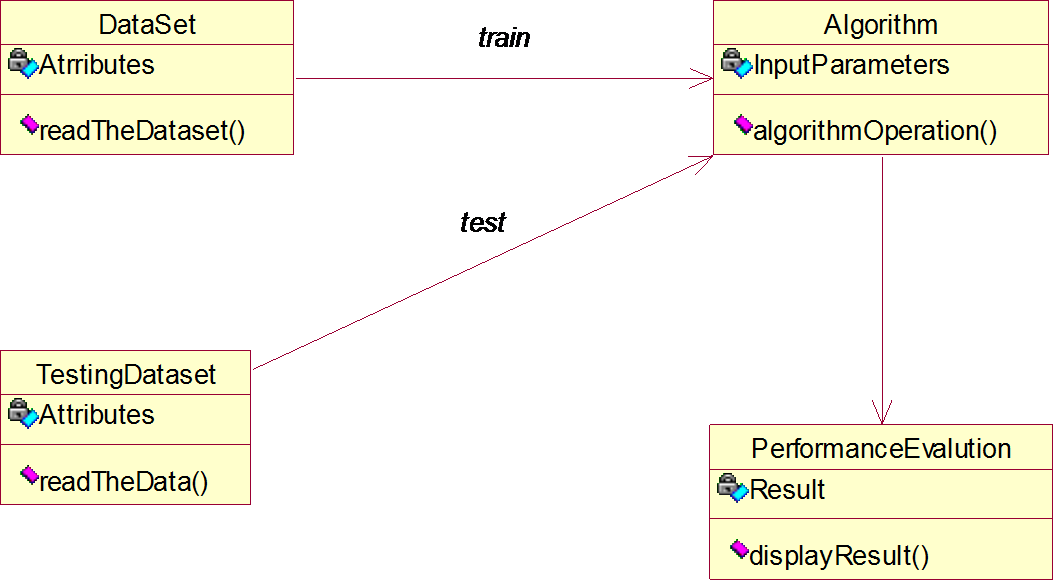 DataSet
Atrributes
readTheDataset()
train
Algorithm
InputParameters
algorithmOperation()
test
TestingDataset
Attributes
readTheData()
PerformanceEvalution
Result
displayResult()